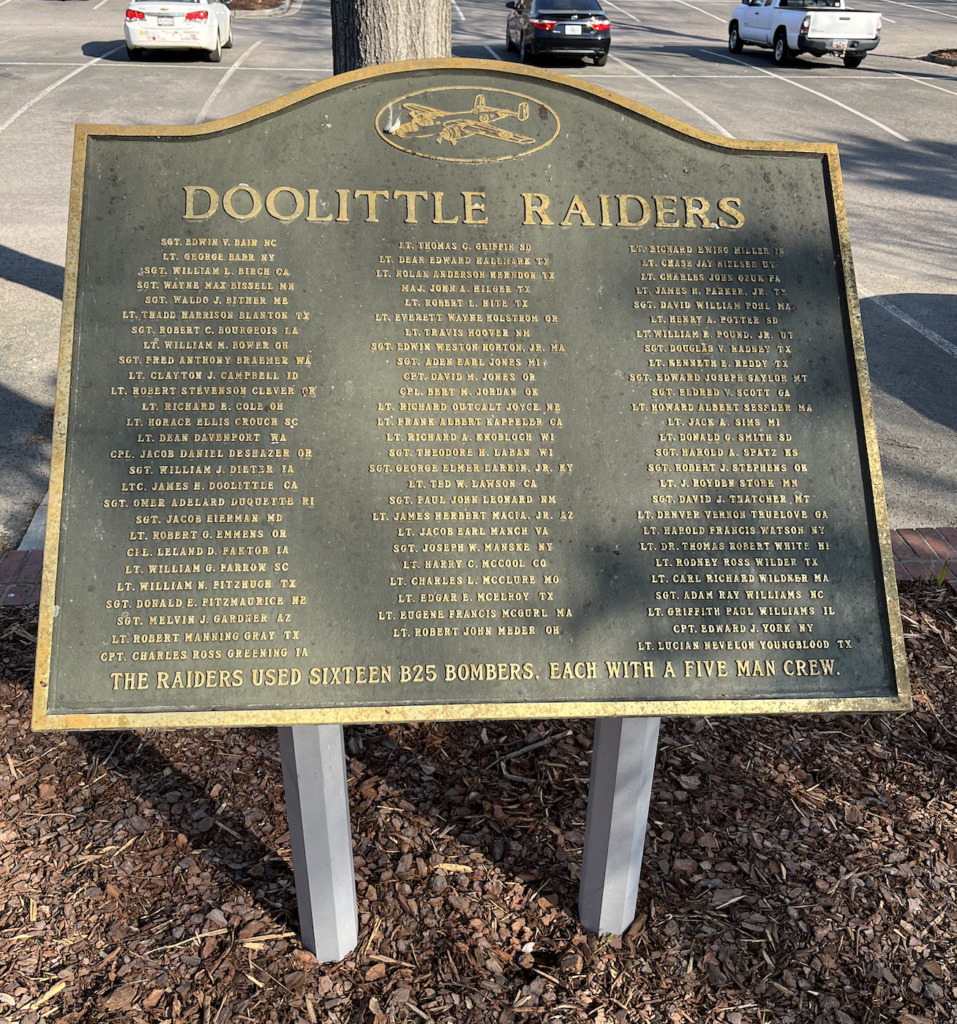 DOOLITTLE RAIDERS
SGT. EDWIN V. BAIN NC
LT. GEORGE BARR NY
SGT. WILLIAM L. BIRCH CA
SGT. WAYNE MAX BISSELL MN
SGT. WALDO J. BITHER ME
LT. THADD HARRISON BLANTON TX
SGT. ROBERT C. BOURGEOIS LA
LT. WILLIAM M. BOWER OH
SGT. FRED ANTHONY BRAEMER WA
LT. CLAYTON J. CAMPBELL ID
LT. ROBERT STEVENSON CLEVER OR
LT. RICHARD E. COLE OH
LT. HORACE ELLIS CROUCH SC
LT. DEAN DAVENPORT WA
CPL. JACOB DANIEL DESHAZER OR
SGT. WILLIAM J. DIETER IA
LTC. JAMES H. DOOLITTLE CA
SGT. OMER ADELARD DUQUETTE RI
SGT. JACOB EIERMAN MD
LT. ROBERT G. EMMENS OR
CPL. LELAND D. FAKTOR IA
LT. WILLIAM G. FARROW SC
LT. WILLIAM N. FITZHUGH TX
SGT. DONALD E. FITZMAURICE NE
SGT. MELVIN J. GARDNER AZ
LT. ROBERT MANNING GRAY TX
CPT. CHARLES ROSS GREENING IA
LT. THOMAS C. GRIFFIN SD
LT. DEAN EDWARD HALLMARK TX
LT. NOLAN ANDERSON HERNDON TX
MAJ. JOHN A. HILGER TX
LT. ROBERT L. HITE TX
LT. EVERETT WAYNE HOLSTROM OR
LT. TRAVIS HOOVER NM
SGT. EDWIN WESTON HORTON, JR. MA
SGT. ADEN EARL JONES MI
CPT. DAVID M. JONES OR
CPL. BERT M. JORDAN OK
LT. RICHARD OUTCALT JOYCE NE
LT. FRANK ALBERT KAPPELER CA
LT. RICHARD A. KNOBLOCH WI
SGT. THEODORE H. LABAN WI
SGT. GEORGE ELMER LARKIN, JR. KY
LT. TED W. LAWSON CA
SGT. PAUL JOHN LEONARD NM
LT. JAMES HERBERT MACIA, JR. AZ
LT. JACOB EARL MANCH VA
SGT. JOSEPH W. MANSKE NY
LT. HARRY C. MCCOOL CO
LT. CHARLES L. MCCLURE MO
LT. EDGAR E. MCELROY TX
LT. EUGENE FRANCIS MCGURL MA
LT. ROBERT JOHN MEDER OH
LT. RICHARD EWING MILLER IN
LT. CHASE JAY NIELSEN UT
LT. CHARLES JOHN OZUK PA
LT. JAMES H. PARKER, JR. TX
SGT. DAVID WILLIAM POHL MA
LT. HENRY A. POTTER SD
LT. WILLIAM R. POUND, JR. UT
SGT. DOUGLAS V. RADNEY TX
LT. KENNETH E. REDDY TX
SGT. EDWARD JOSEPH SAYLOR MT
SGT. ELDRED V. SCOTT GA
LT. HOWARD ALBERT SESSLER MA
LT. JACK A. SIMS MI
LT. DONALD G. SMITH SD
SGT. HAROLD A. SPATZ KS
SGT. ROBERT J. STEPHENS OK
LT. J. ROYDEN STORK MN
SGT. DAVID J. THATCHER MT
LT. DENVER VERNON TRUELOVE GA
LT. HAROLD FRANCIS WATSON NY
LT. DR. THOMAS ROBERT WHITE HI
LT. RODNEY ROSS WILDER TX
LT. CARL RICHARD WILDNER MA
SGT. ADAM RAY WILLIAMS NC
LT. GRIFFITH PAUL WILLIAMS IL
CPT. EDWARD J. YORK NY
LT. LUCIAN NEVELON YOUNGBLOOD TX
THE RAIDERS USED SIXTEEN B25 BOMBERS, EACH WITH A FIVE MAN CREW.